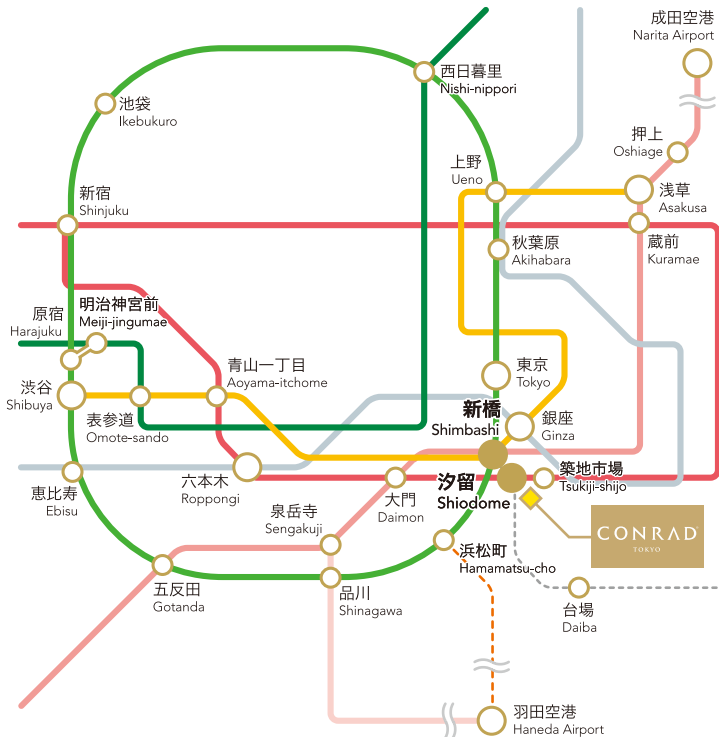 成田空港
Narita Airport
西日暮里
Nishi-nippori
池袋
Ikebukuro
押上
Oshiage
上野
Ueno
浅草
Asakusa
新宿
Shinjuku
秋葉原
Akihabara
蔵前
Kuramae
原宿
Harajuku
明治神宮前
Meiji-jingumae
青山一丁目
Aoyama-itchome
東京
Tokyo
渋谷
Shibuya
表参道
Omote-sando
新橋
Shimbashi
銀座
Ginza
恵比寿
Ebisu
六本木
Roppongi
大門
Daimon
汐留
Shiodome
築地市場
Tsukiji-shijo
泉岳寺
Sengakuji
CONRAD
TOKYO
浜松町
Hamamatsu-cho
五反田
Gotanda
品川
Shinagawa
台場
Daiba
羽田空港
Haneda Airport